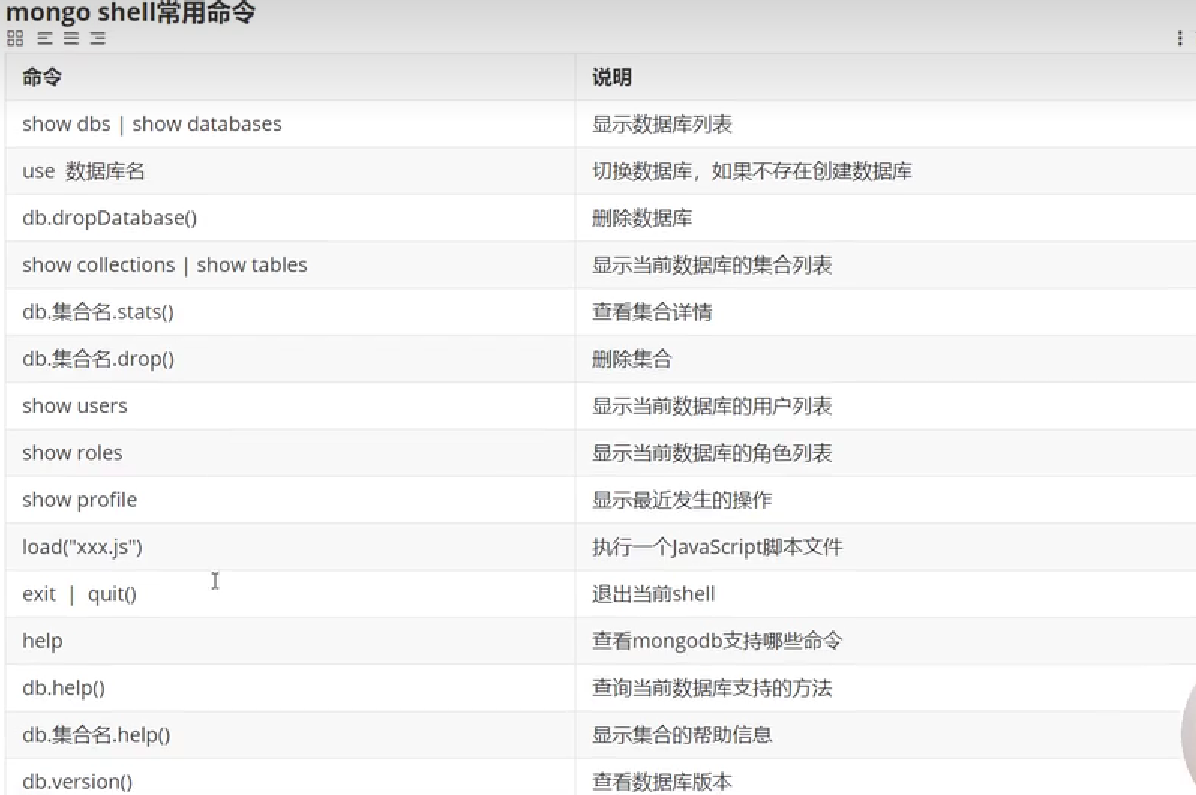 mongo shell常用命令
命令 说明
show dbs | show databases 显示数据库列表
use 数据库名 切换数据库，如果不存在创建数据库
db.dropDatabase() 删除数据库
show collections | show tables 显示当前数据库的集合列表
db.集合名.stats() 查看集合详情
db.集合名.drop() 删除集合
show users 显示当前数据库的用户列表
show roles 显示当前数据库的角色列表
show profile 显示最近发生的操作
load("xxx.js") 执行一个JavaScript脚本文件
exit | quit() 退出当前shell
help 查看mongodb支持哪些命令
db.help() 查询当前数据库支持的方法
db.集合名.help() 显示集合的帮助信息
db.version() 查看数据库版本